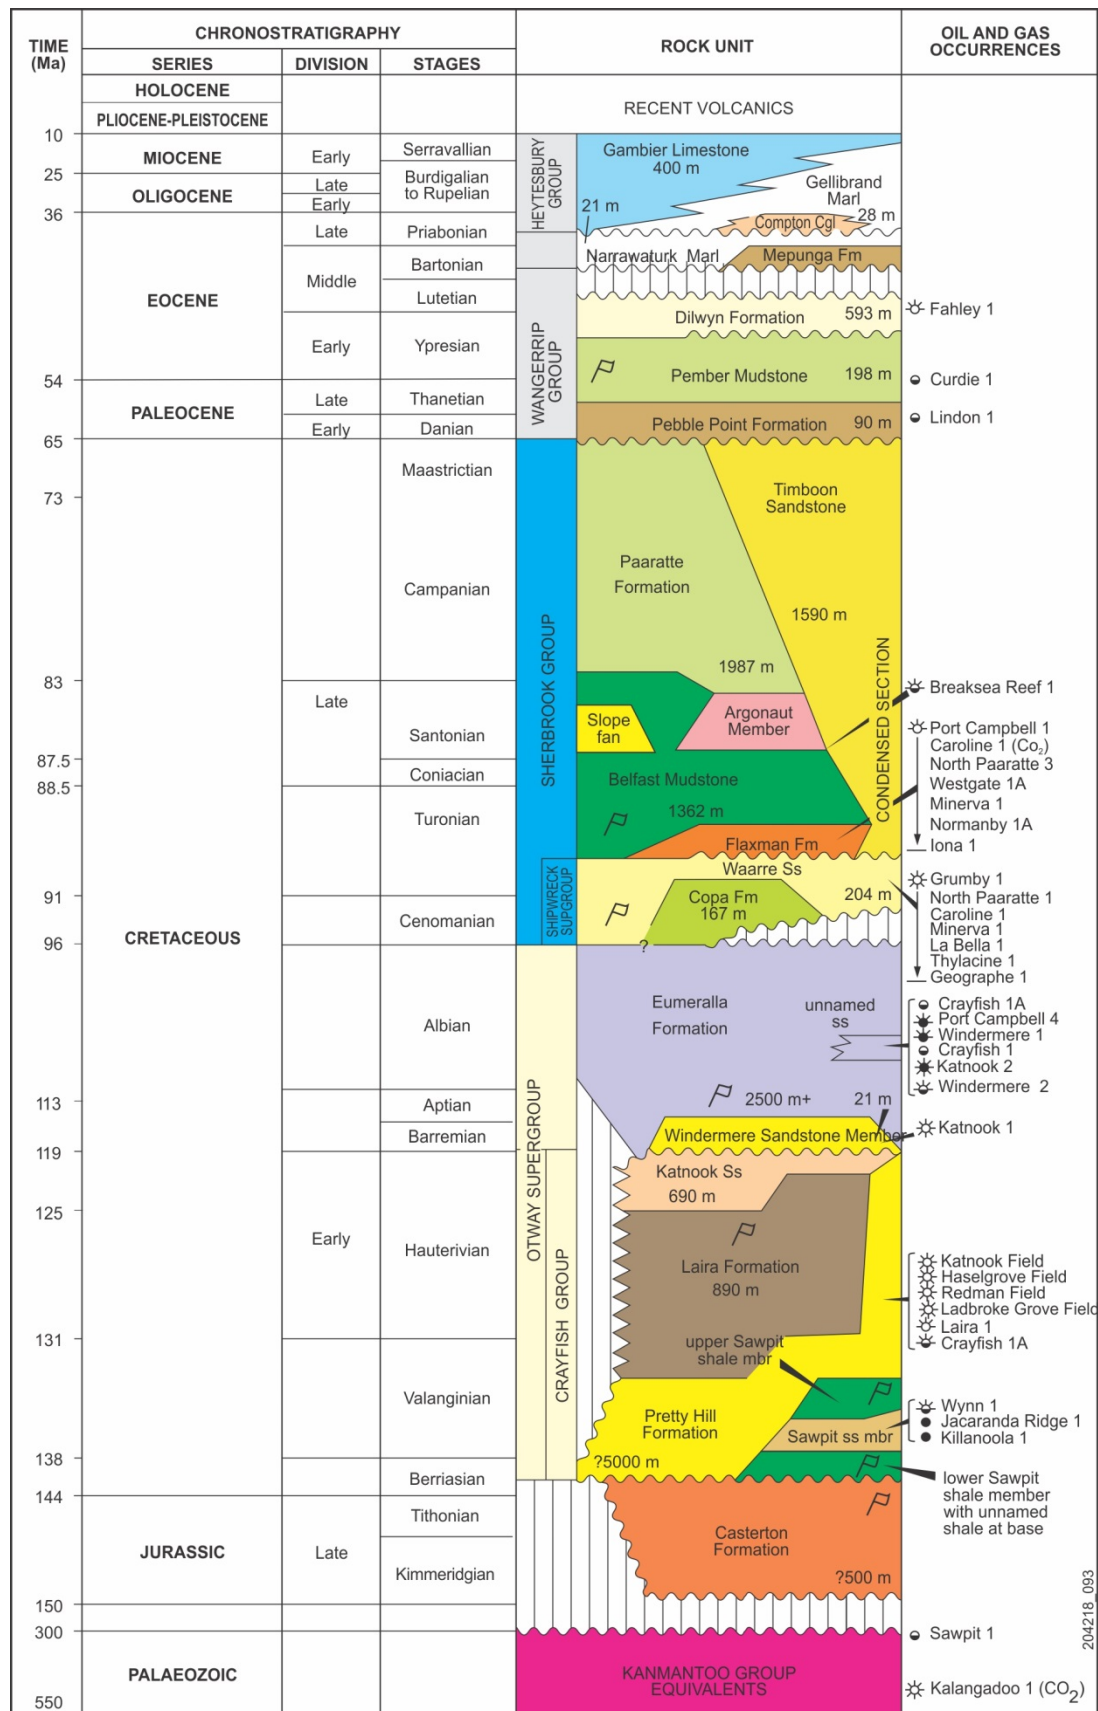 TIME
(Ma)
CHRONOSTRATIGRAPHY
SERIES
DIVISION
STAGES
ROCK UNIT
OIL AND GAS
OCCURRENCES
HOLOCENE
PLIOCENE-PLEISTOCENE
RECENT VOLCANICS
10
MIOCENE
Early
Serravallian
25
OLIGOCENE
Late
Early
Burdigalian
to Rupelian
36
HEYTESBURY
GROUP
Gambier Limestone
400 m
Gellibrand
Marl
21 m
Compton Cgl
28 m
Late
Priabonian
Narrawaturk Marl
Mepunga Fm
EOCENE
Middle
Bartonian
Lutetian
Early
Ypresian
WANGERRIP
GROUP
Dilwyn Formation
593 m
Fahley 1
54
Pember Mudstone
198 m
Curdie 1
PALEOCENE
Late
Thanetian
Early
Danian
Pebble Point Formation
90 m
Lindon 1
65
Maastrictian
73
Campanian
83
Late
Santonian
87.5
Coniacian
88.5
Turonian
91
Cenomanian
96
CRETACEOUS
SHERBROOK GROUP
Timboon
Sandstone
Paaratte
Formation
1590 m
1987 m
Argonaut
Member
Slope
fan
CONDENSED SECTION
Belfast Mudstone
1362 m
Flaxman Fm
Breaksea Reef 1
Port Campbell 1
Caroline 1 (Co2)
North Paaratte 3
Westgate 1A
Minerva 1
Normanby 1A
Iona 1
SHIPWRECK
SUPGROUP
Waarre Ss
Copa Fm
167 m
204 m
?
Grumby 1
North Paaratte 1
Caroline 1
Minerva 1
La Bella 1
Thylacine 1
Geographe 1
Albian
Eumeralla
Formation
unnamed
ss
Crayfish 1A
Port Campbell 4
Windermere 1
Crayfish 1
Katnook 2
Windermere 2
113
Aptian
Barremian
2500 m+
21 m
Windermere Sandstone Member
Katnook 1
119
OTWAY SUPERGROUP
CRAYFISH GROUP
Katnook Ss
690 m
125
Early
Hauterivian
Laira Formation
890 m
Katnook Field
Haselgrove Field
Redman Field
Ladbroke Grove Field
Laira 1
Crayfish 1A
131
upper Sawpit
shale mbr
Valanginian
Pretty Hill
Formation
Sawpit ss mbr
?5000 m
Wynn 1
Jacaranda Ridge 1
Killanoola 1
138
Berriasian
lower Sawpit
shale member
with unnamed
shale at base
144
JURASSIC
Late
Tithonian
Kimmeridgian
Casterton
Formation
?500 m
150
300
Sawpit 1
PALAEOZOIC
KANMANTOO GROUP
EQUIVALENTS
Kalangadoo 1 (CO2)
550
204218_093